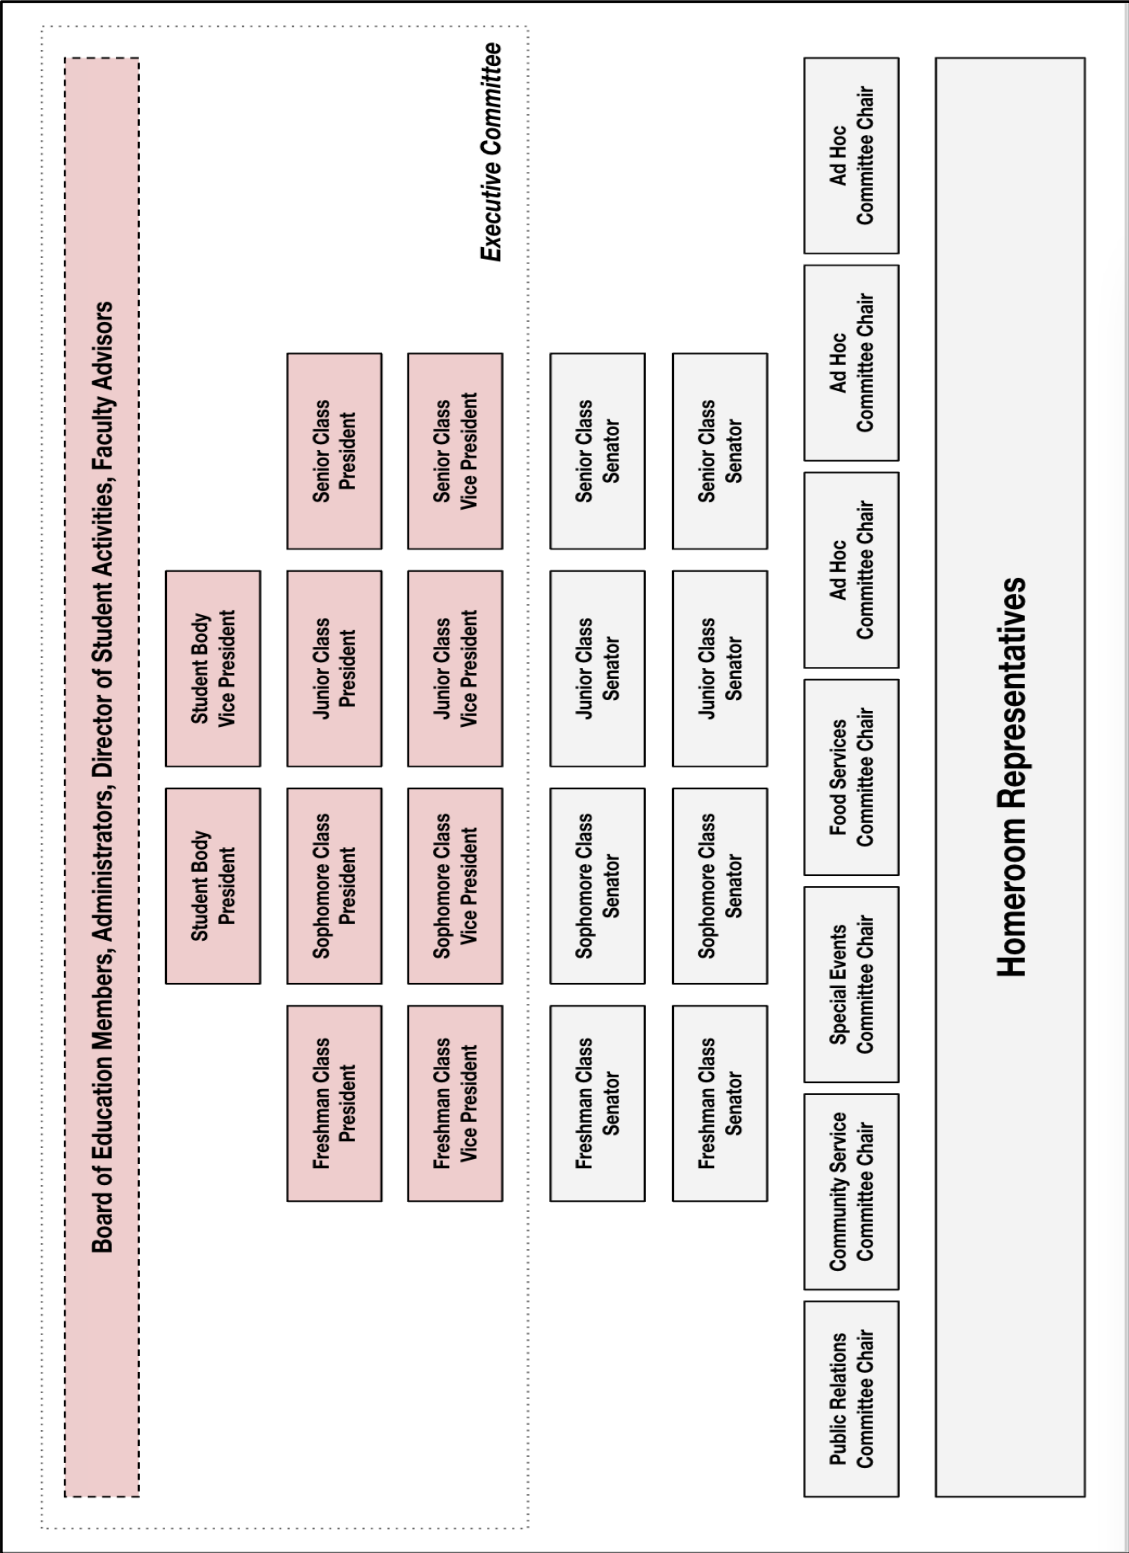 Board of Education Members, Administrators, Director of Student Activities, Faculty Advisors
Student Body
President
Student Body
Vice President
Freshman Class
President
Sophomore Class
President
Junior Class
President
Senior Class
President
Freshman Class
Vice President
Sophomore Class
Vice President
Junior Class
Vice President
Senior Class
Vice President
Executive Committee
Freshman Class
Senator
Sophomore Class
Senator
Junior Class
Senator
Senior Class
Senator
Freshman Class
Senator
Sophomore Class
Senator
Junior Class
Senator
Senior Class
Senator
Public Relations
Committee Chair
Community Service
Committee Chair
Special Events
Committee Chair
Food Services
Committee Chair
Ad Hoc
Committee Chair
Ad Hoc
Committee Chair
Ad Hoc
Committee Chair
Homeroom Representatives